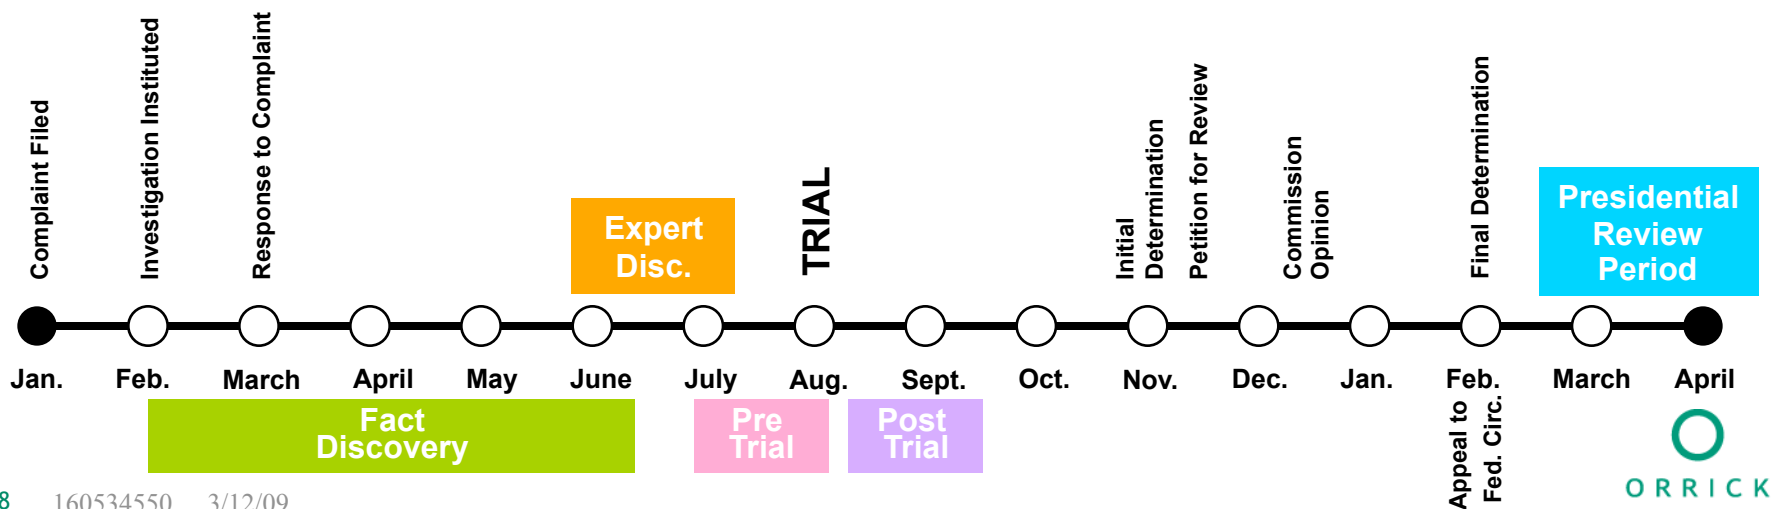 Complaint Filed
Investigation Instituted
Response to Complaint
Expert
Disc.
TRIAL
Initial
Determination
Petition for Review
Commission
Opinion
Final Determination
Presidential
Review
Period
Jan.
Feb.
March
April
May
June
July
Aug.
Sept.
Oct.
Nov.
Dec.
Jan.
Feb.
March
April
Fact
Discovery
Pre
Trial
Post
Trial
Appeal to
Fed. Circ.
ORRICK
8 160534550 3/12/09